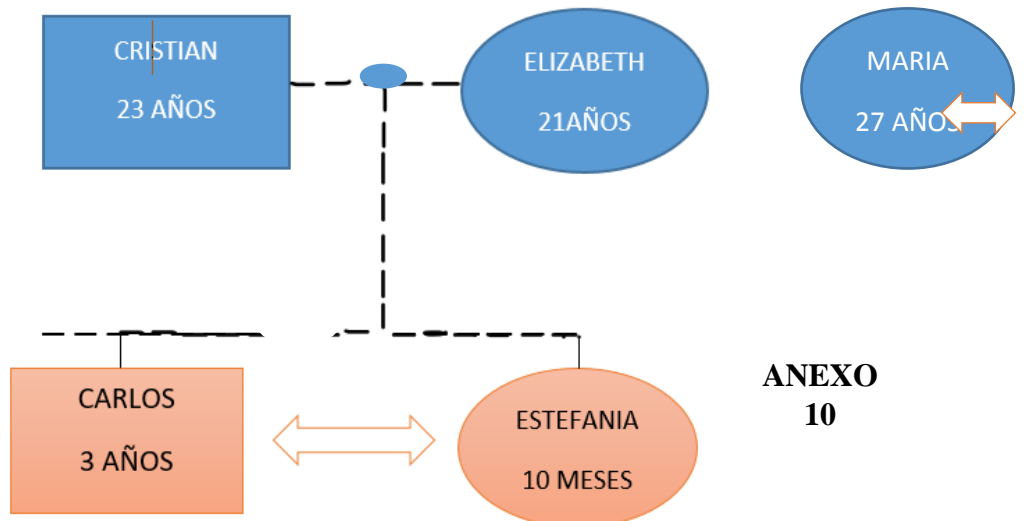 CRISTIAN
23 AÑOS
ELIZABETH
21AÑOS
MARIA
27 AÑOS
CARLOS
3 AÑOS
ESTEFANIA
10 MESES
ANEXO
10